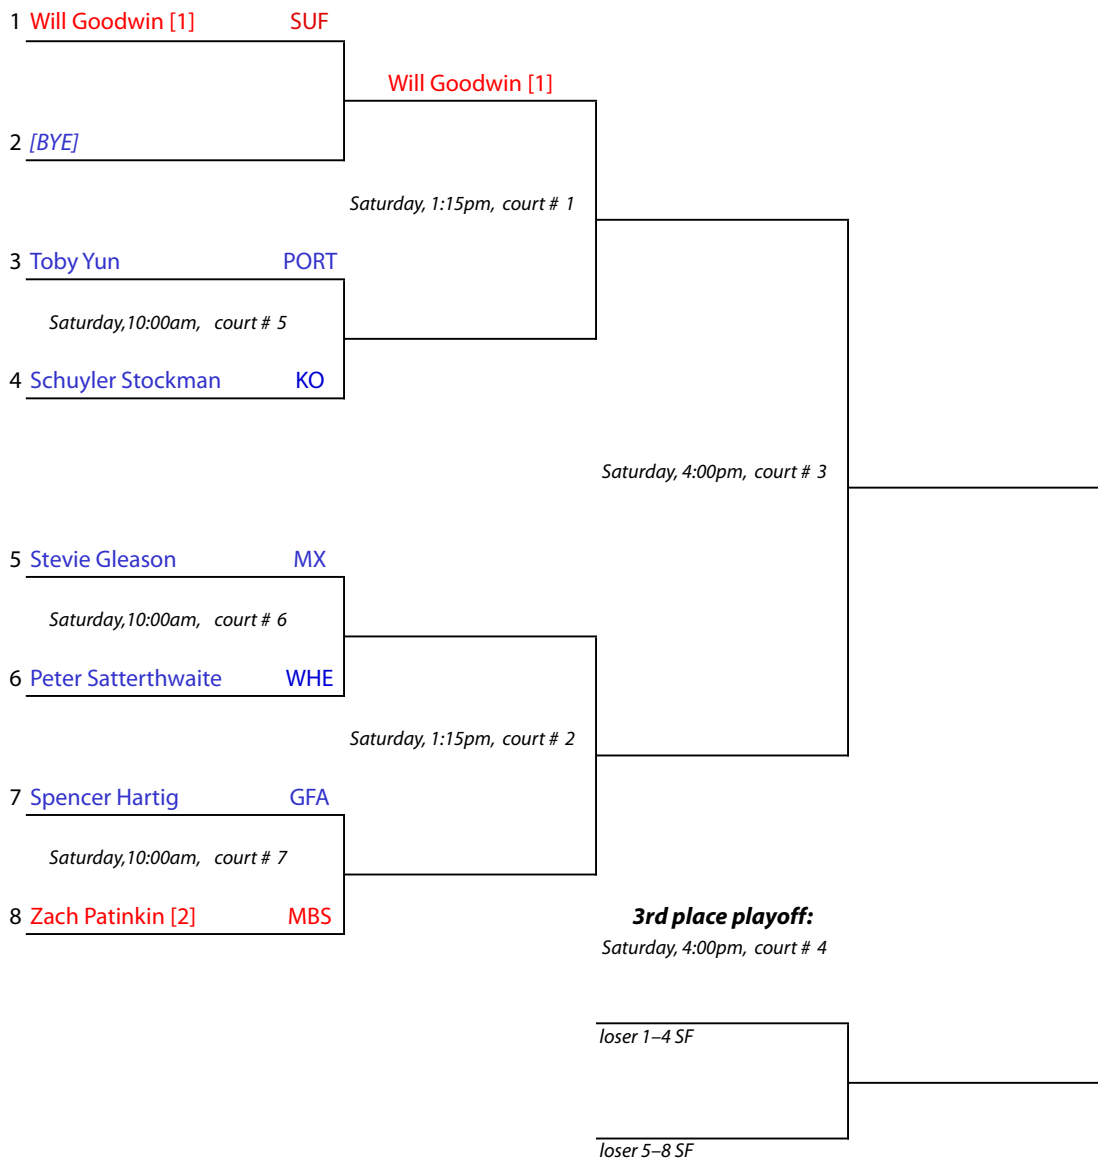 1 Will Goodwin [1] SUF
Will Goodwin [1]
2 [BYE]
Saturday, 1:15pm, court # 1
3 Toby Yun PORT
Saturday,10:00am, court # 5
4 Schuyler Stockman KO
Saturday, 4:00pm, court # 3
5 Stevie Gleason MX
Saturday,10:00am, court # 6
6 Peter Satterthwaite WHE
Saturday, 1:15pm, court # 2
7 Spencer Hartig GFA
Saturday,10:00am, court # 7
8 Zach Patinkin [2] MBS
3rd place playoff:
Saturday, 4:00pm, court # 4
loser 1–4 SF
loser 5–8 SF